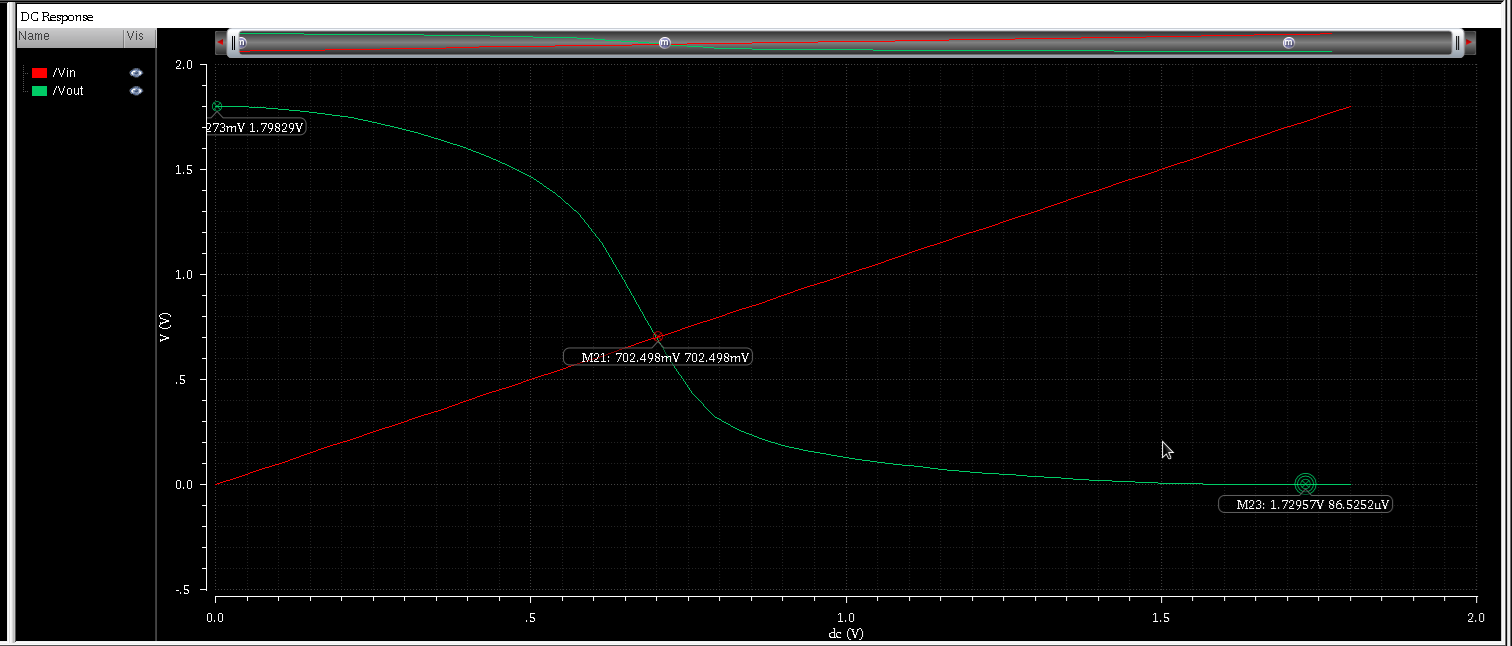 DC Response
Name Vis
/Vin
/Vout
2.0
1.5
1.0
.5
0.0
-.5
V (V)
273mV 1.79829V
M21: 702.498mV 702.498mV
M23: 1.72957V 86.5252uV
0.0 .5 1.0 1.5 2.0
dc (V)